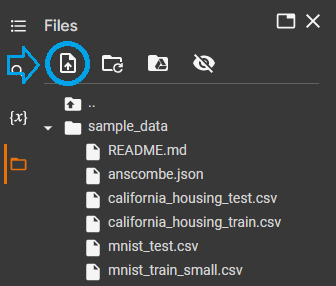 Files
{x}
..
sample_data
README.md
anscombe.json
california_housing_test.csv
california_housing_train.csv
mnist_test.csv
mnist_train_small.csv